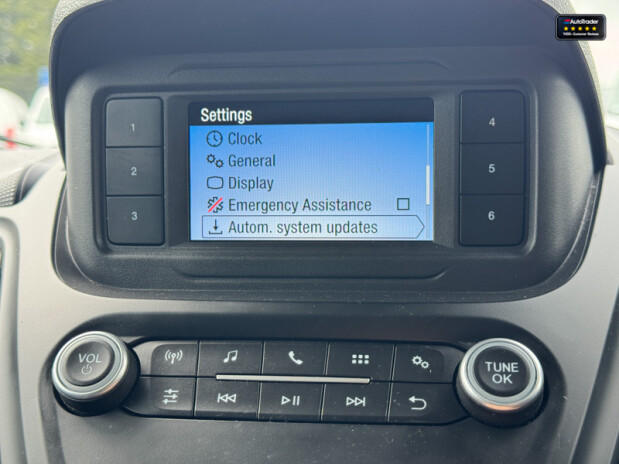 AutoTrader
Settings
Clock
General
Display
Emergency Assistance
Autom. system updates
1
2
3
4
5
6
VOL
TUNE
OK